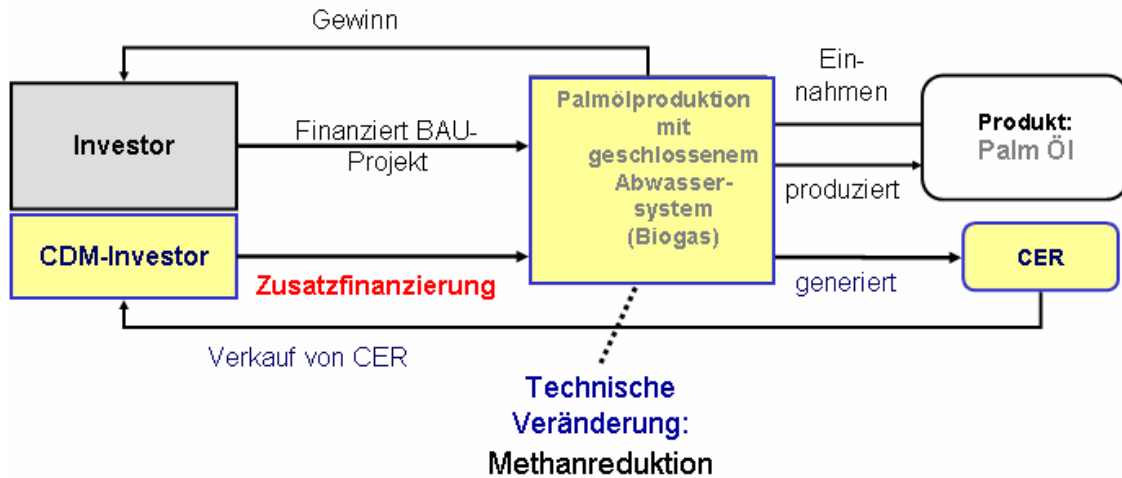 Gewinn
Investor
Finanziert BAU-
Projekt
Palmölproduktion
mit
geschlossenem
Abwasser-
system
(Biogas)
Ein-
nahmen
produziert
Produkt:
Palm Öl
CDM-Investor
Zusatzfinanzierung
generiert
CER
Verkauf von CER
Technische
Veränderung:
Methanreduktion